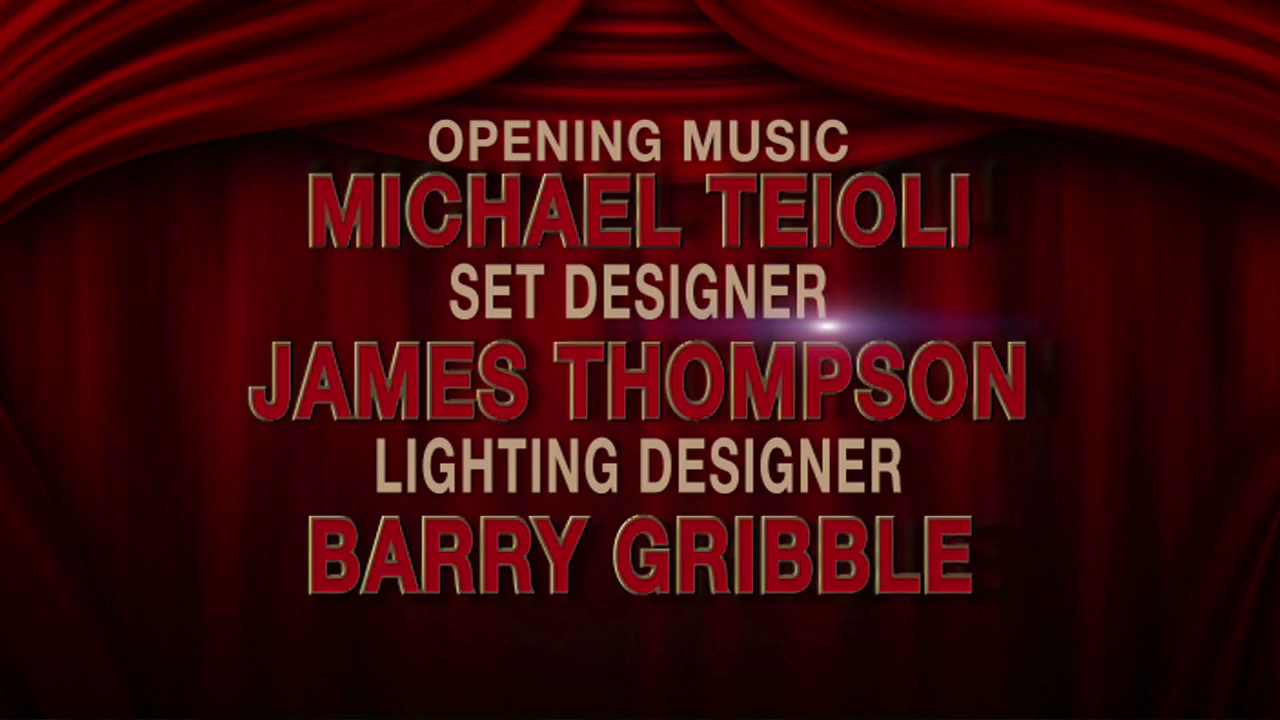 OPENING MUSIC
MICHAEL TEIOLI
SET DESIGNER
JAMES THOMPSON
LIGHTING DESIGNER
BARRY GRIBBLE